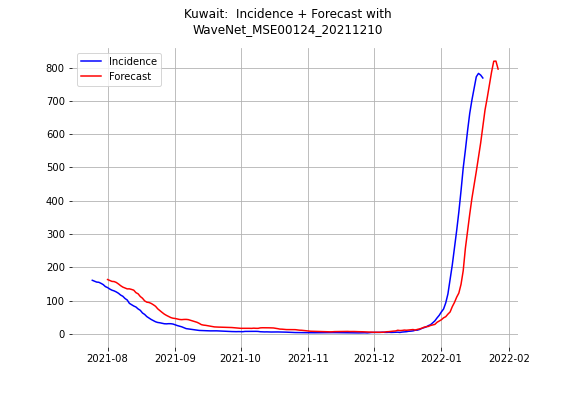 Kuwait:  Incidence + Forecast with
WaveNet_MSE00124_20211210
Incidence
Forecast
800
700
600
500
400
300
200
100
0
2021-08 2021-09 2021-10 2021-11 2021-12 2022-01 2022-02